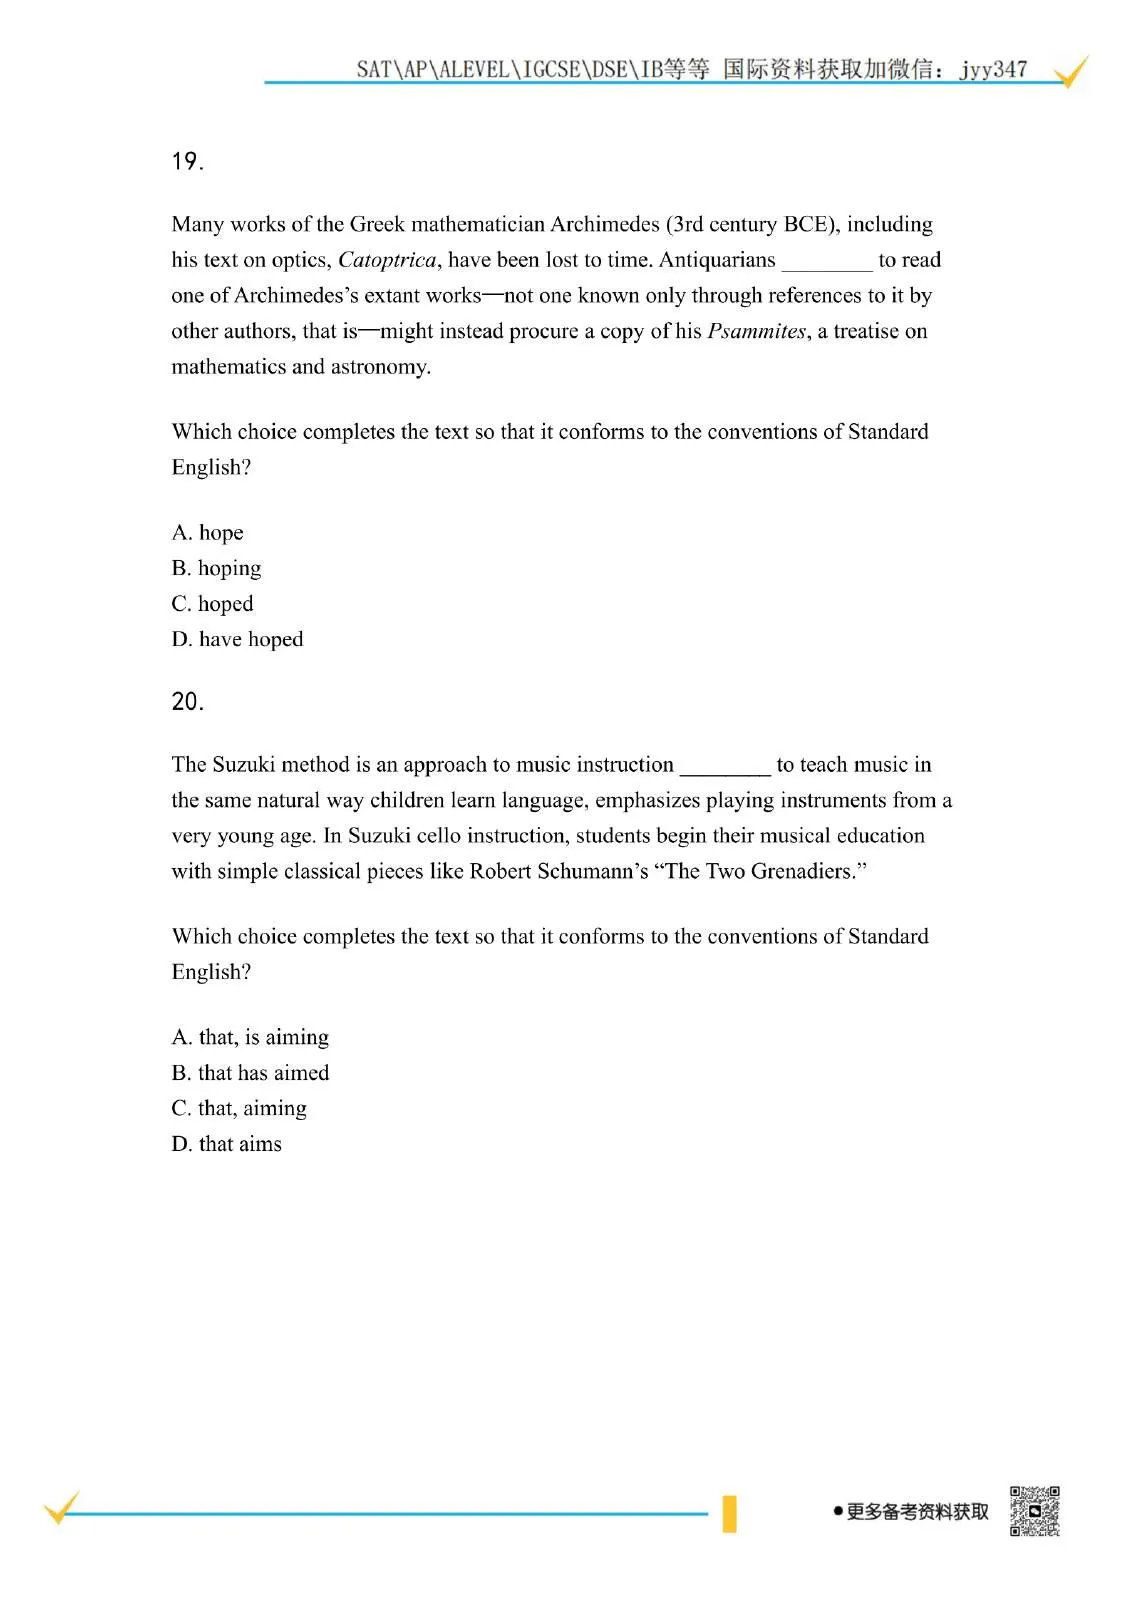 SAT\AP\ALEVEL\IGCSE\DSE\IB等等 国际资料获取加微信：jyy347
19.
Many works of the Greek mathematician Archimedes (3rd century BCE), including
his text on optics, Catoptrica, have been lost to time. Antiquarians ________ to read
one of Archimedes’s extant works—not one known only through references to it by
other authors, that is—might instead procure a copy of his Psammites, a treatise on
mathematics and astronomy.
Which choice completes the text so that it conforms to the conventions of Standard
English?
A. hope
B. hoping
C. hoped
D. have hoped
20.
The Suzuki method is an approach to music instruction ________ to teach music in
the same natural way children learn language, emphasizes playing instruments from a
very young age. In Suzuki cello instruction, students begin their musical education
with simple classical pieces like Robert Schumann’s “The Two Grenadiers.”
Which choice completes the text so that it conforms to the conventions of Standard
English?
A. that, is aiming
B. that has aimed
C. that, aiming
D. that aims
●更多备考资料获取